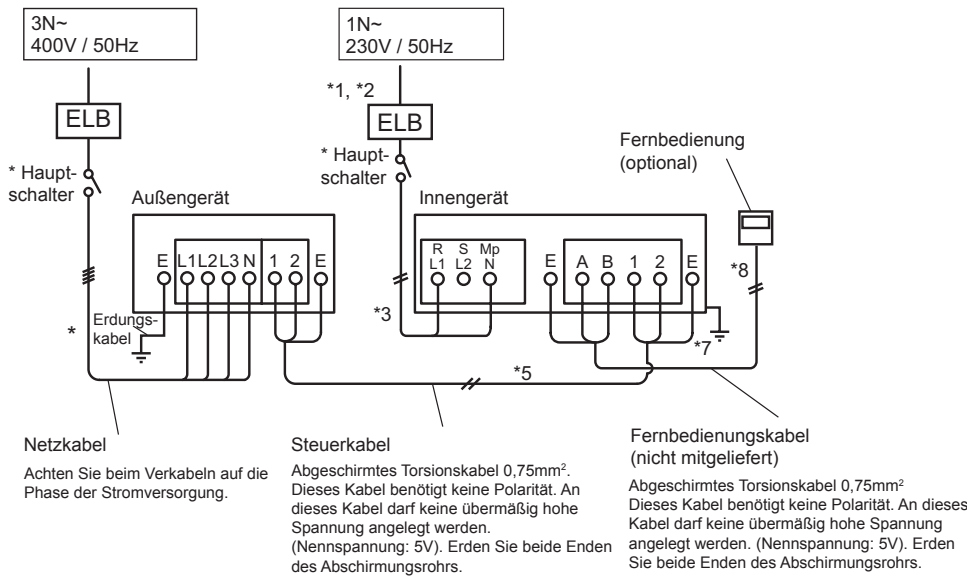 3N~
400V / 50Hz
1N~
230V / 50Hz
*1, *2
ELB
ELB
* Haupt-
schalter
* Haupt-
schalter
Fernbedienung
(optional)
Außengerät
Innengerät
E L1 L2 L3 N 1 2 E
R S Mp
L1 L2 N
E A B 1 2 E
*8
*3
*
Erdungs-
kabel
*7
*5
Netzkabel
Achten Sie beim Verkabeln auf die
Phase der Stromversorgung.
Steuerkabel
Abgeschirmtes Torsionskabel 0,75mm².
Dieses Kabel benötigt keine Polarität. An
dieses Kabel darf keine übermäßig hohe
Spannung angelegt werden.
(Nennspannung: 5V). Erden Sie beide Enden
des Abschirmungsrohrs.
Fernbedienungskabel
(nicht mitgeliefert)
Abgeschirmtes Torsionskabel 0,75mm²
Dieses Kabel benötigt keine Polarität. An dieses
Kabel darf keine übermäßig hohe Spannung
angelegt werden. (Nennspannung: 5V). Erden
Sie beide Enden des Abschirmungsrohrs.